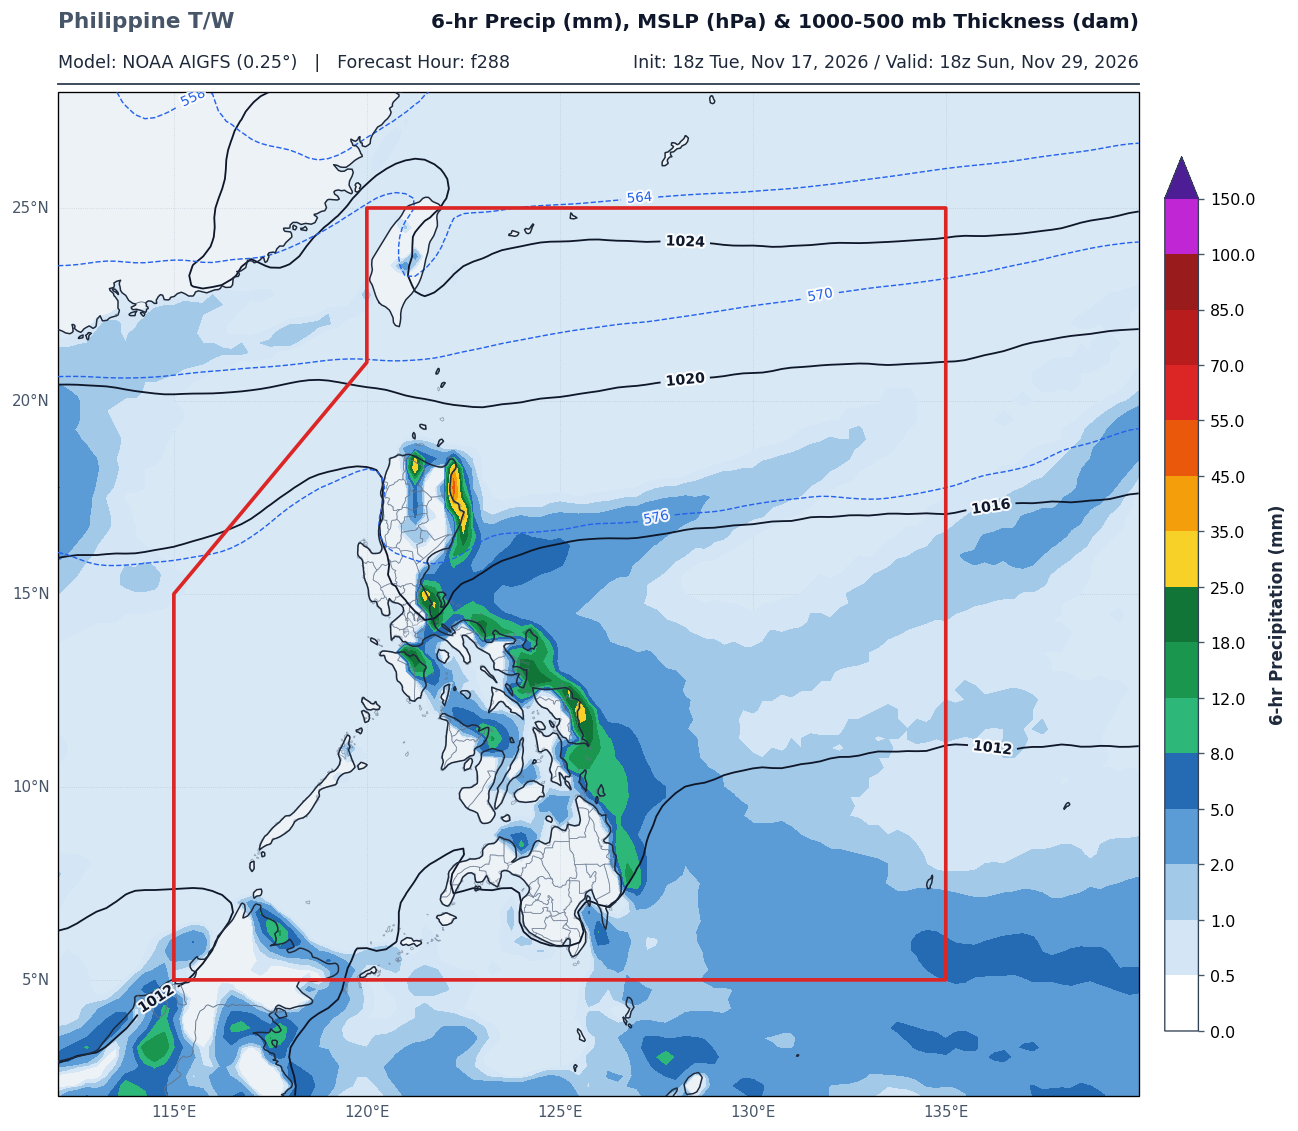 Philippine T/W
6-hr Precip (mm), MSLP (hPa) & 1000-500 mb Thickness (dam)
Model: NOAA AIGFS (0.25°) | Forecast Hour: f288
Init: 18z Tue, Nov 17, 2026 / Valid: 18z Sun, Nov 29, 2026
558
564
1024
570
1020
576
1016
1012
1012
25°N
20°N
15°N
10°N
5°N
115°E
120°E
125°E
130°E
135°E
150.0
100.0
85.0
70.0
55.0
45.0
35.0
25.0
18.0
12.0
8.0
5.0
2.0
1.0
0.5
0.0
6-hr Precipitation (mm)